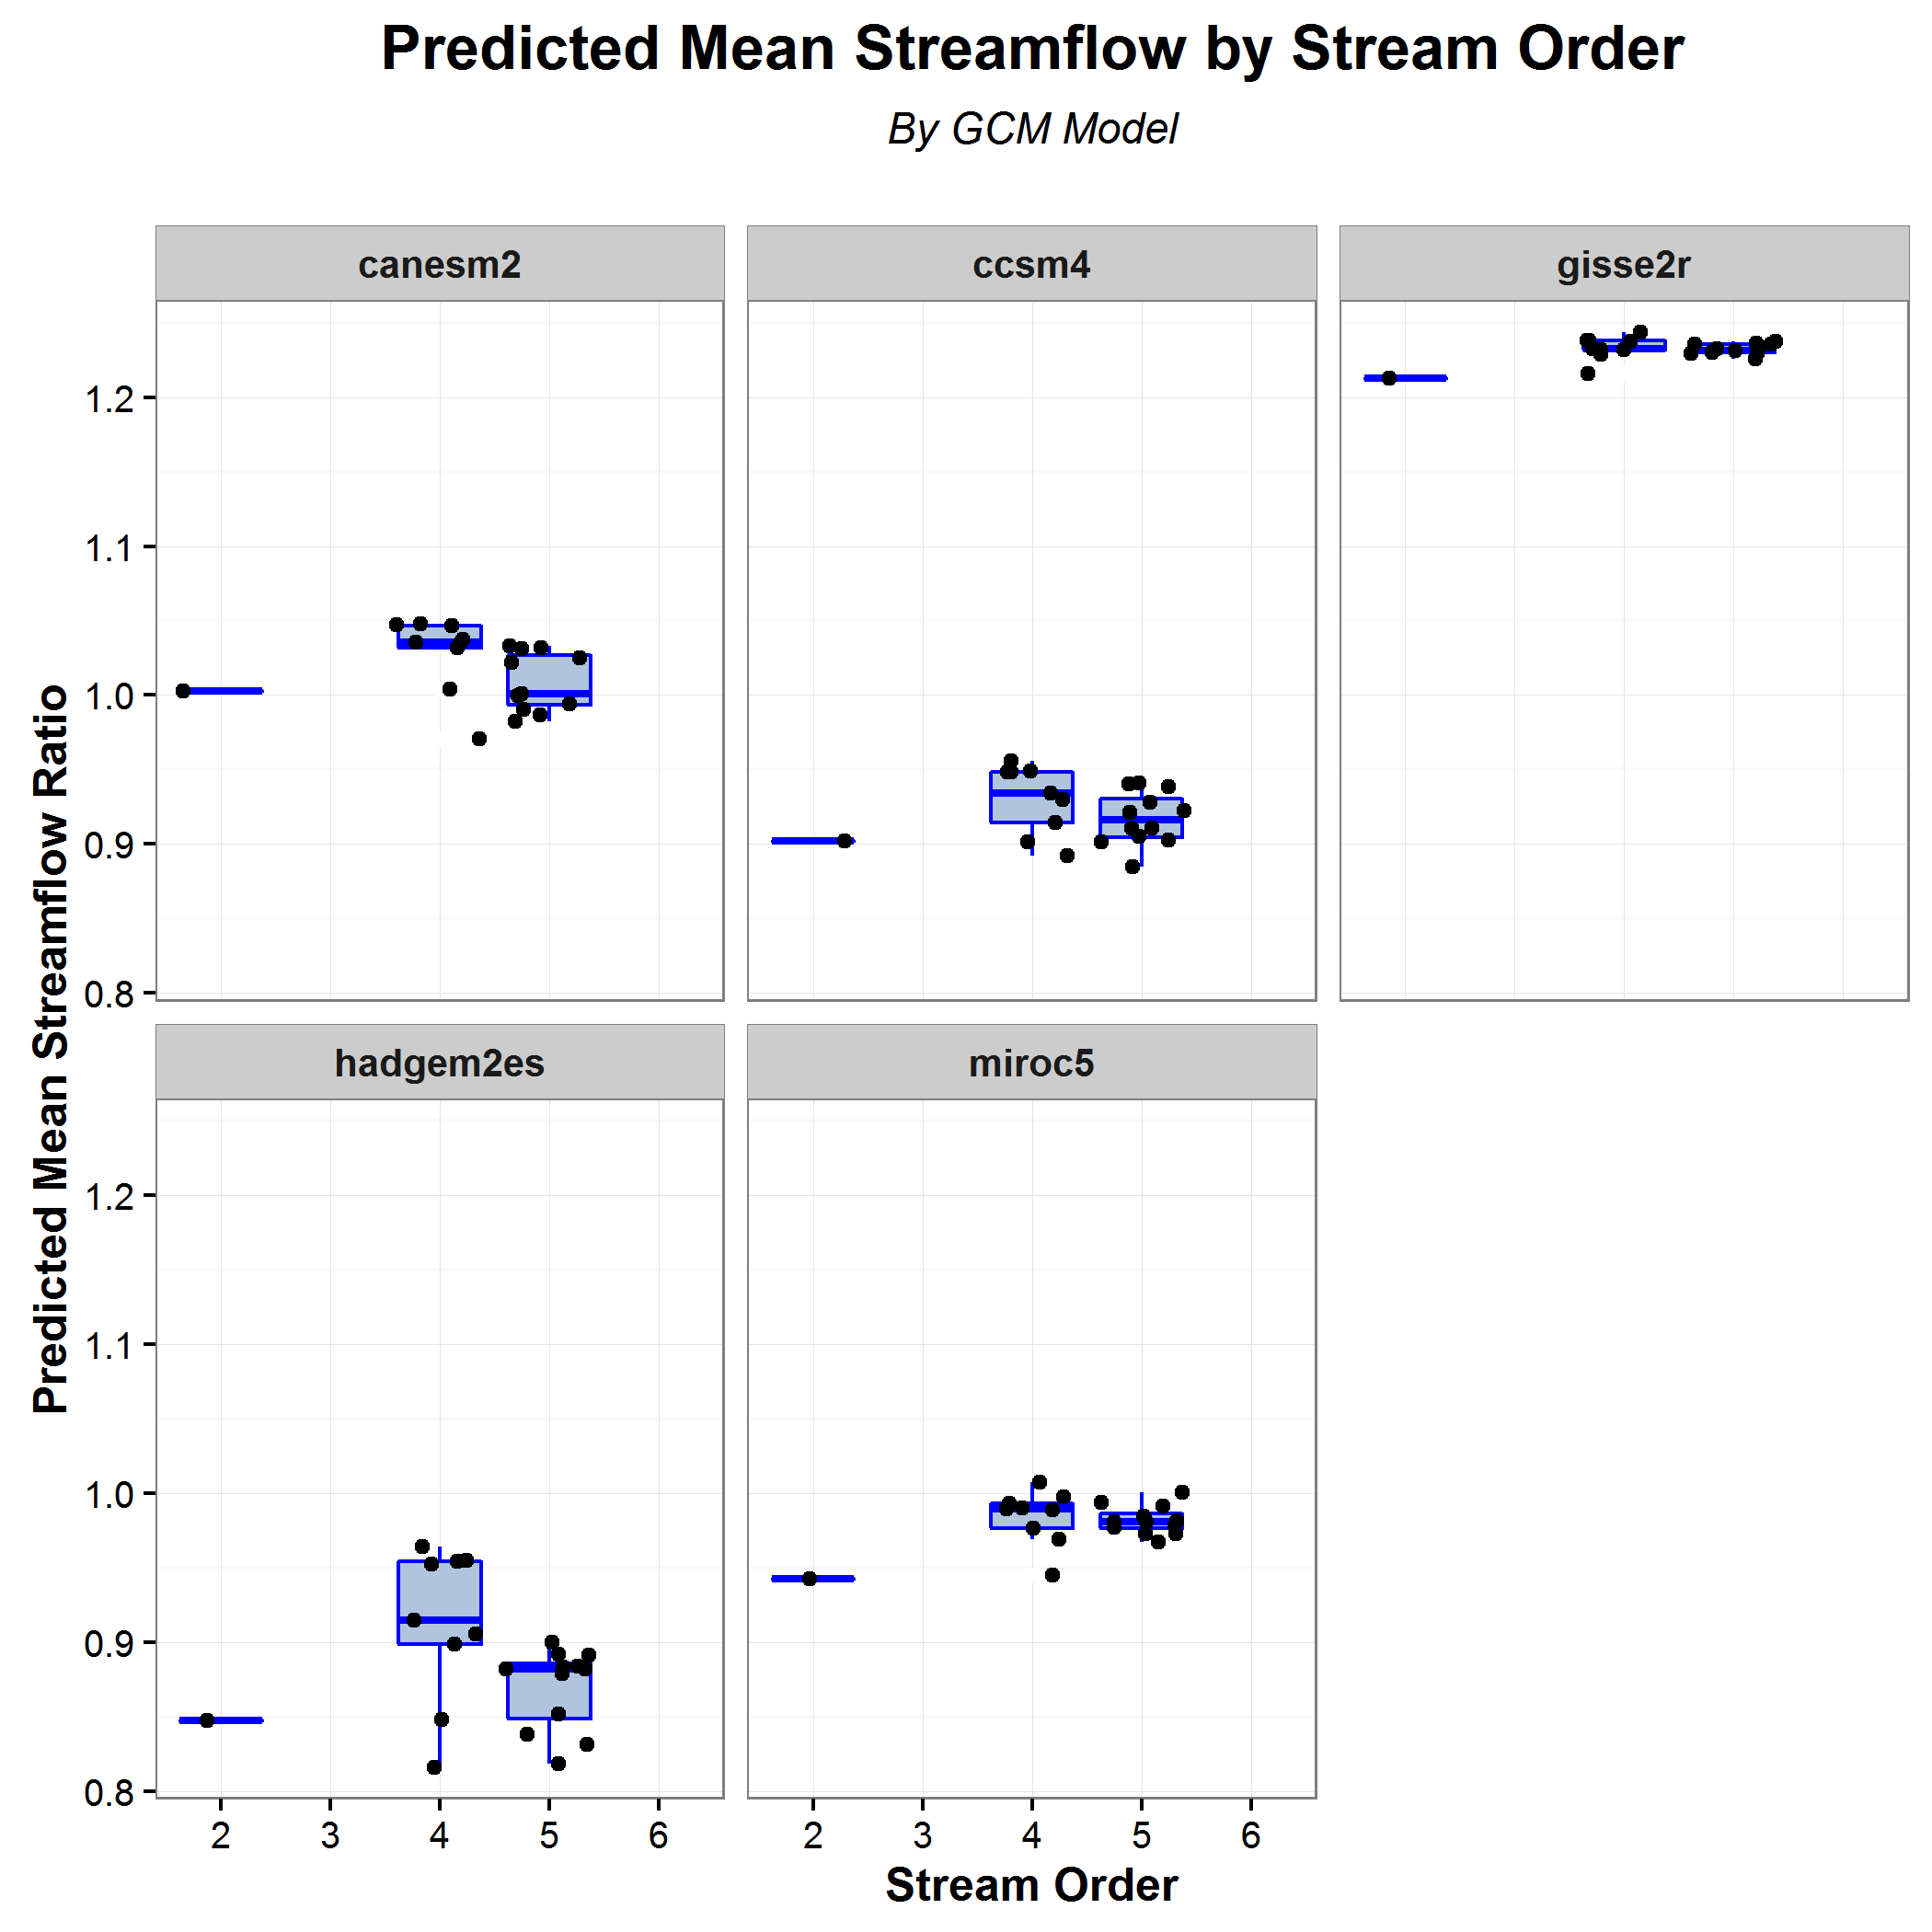 Predicted Mean Streamflow by Stream Order
By GCM Model
canesm2
ccsm4
gisse2r
1.2
1.1
1.0
0.9
0.8
Predicted Mean Streamflow Ratio
hadgem2es
miroc5
1.2
1.1
1.0
0.9
0.8
2 3 4 5 6
2 3 4 5 6
Stream Order